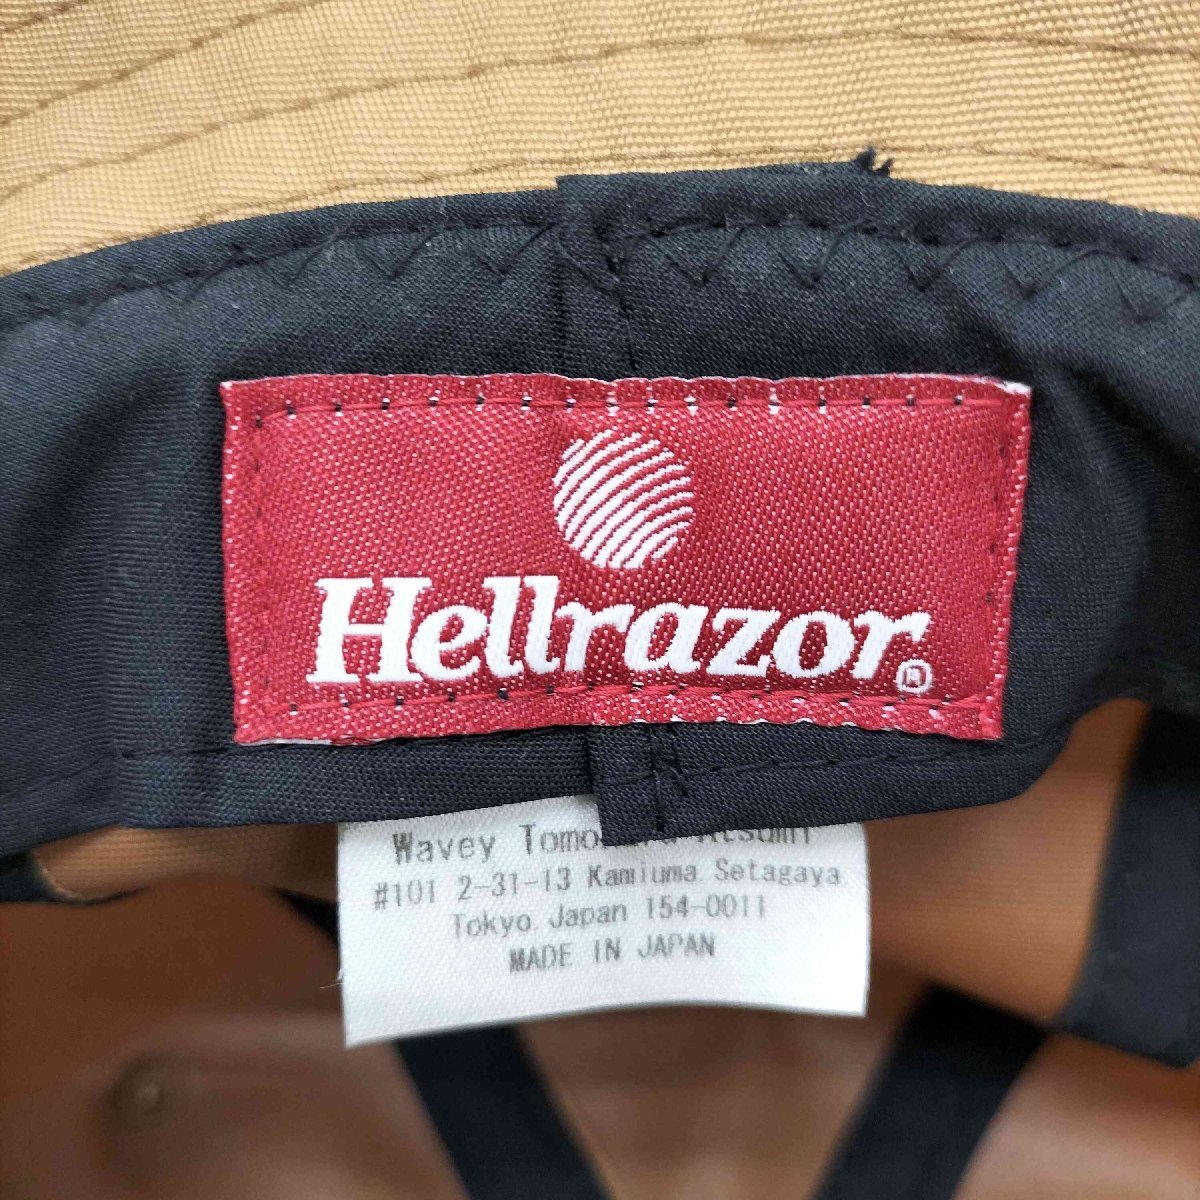 Hellrazor®
Wavey
#101 2-31-13 Kamiuma Setagaya
Tokyo Japan 154-0011
MADE IN JAPAN